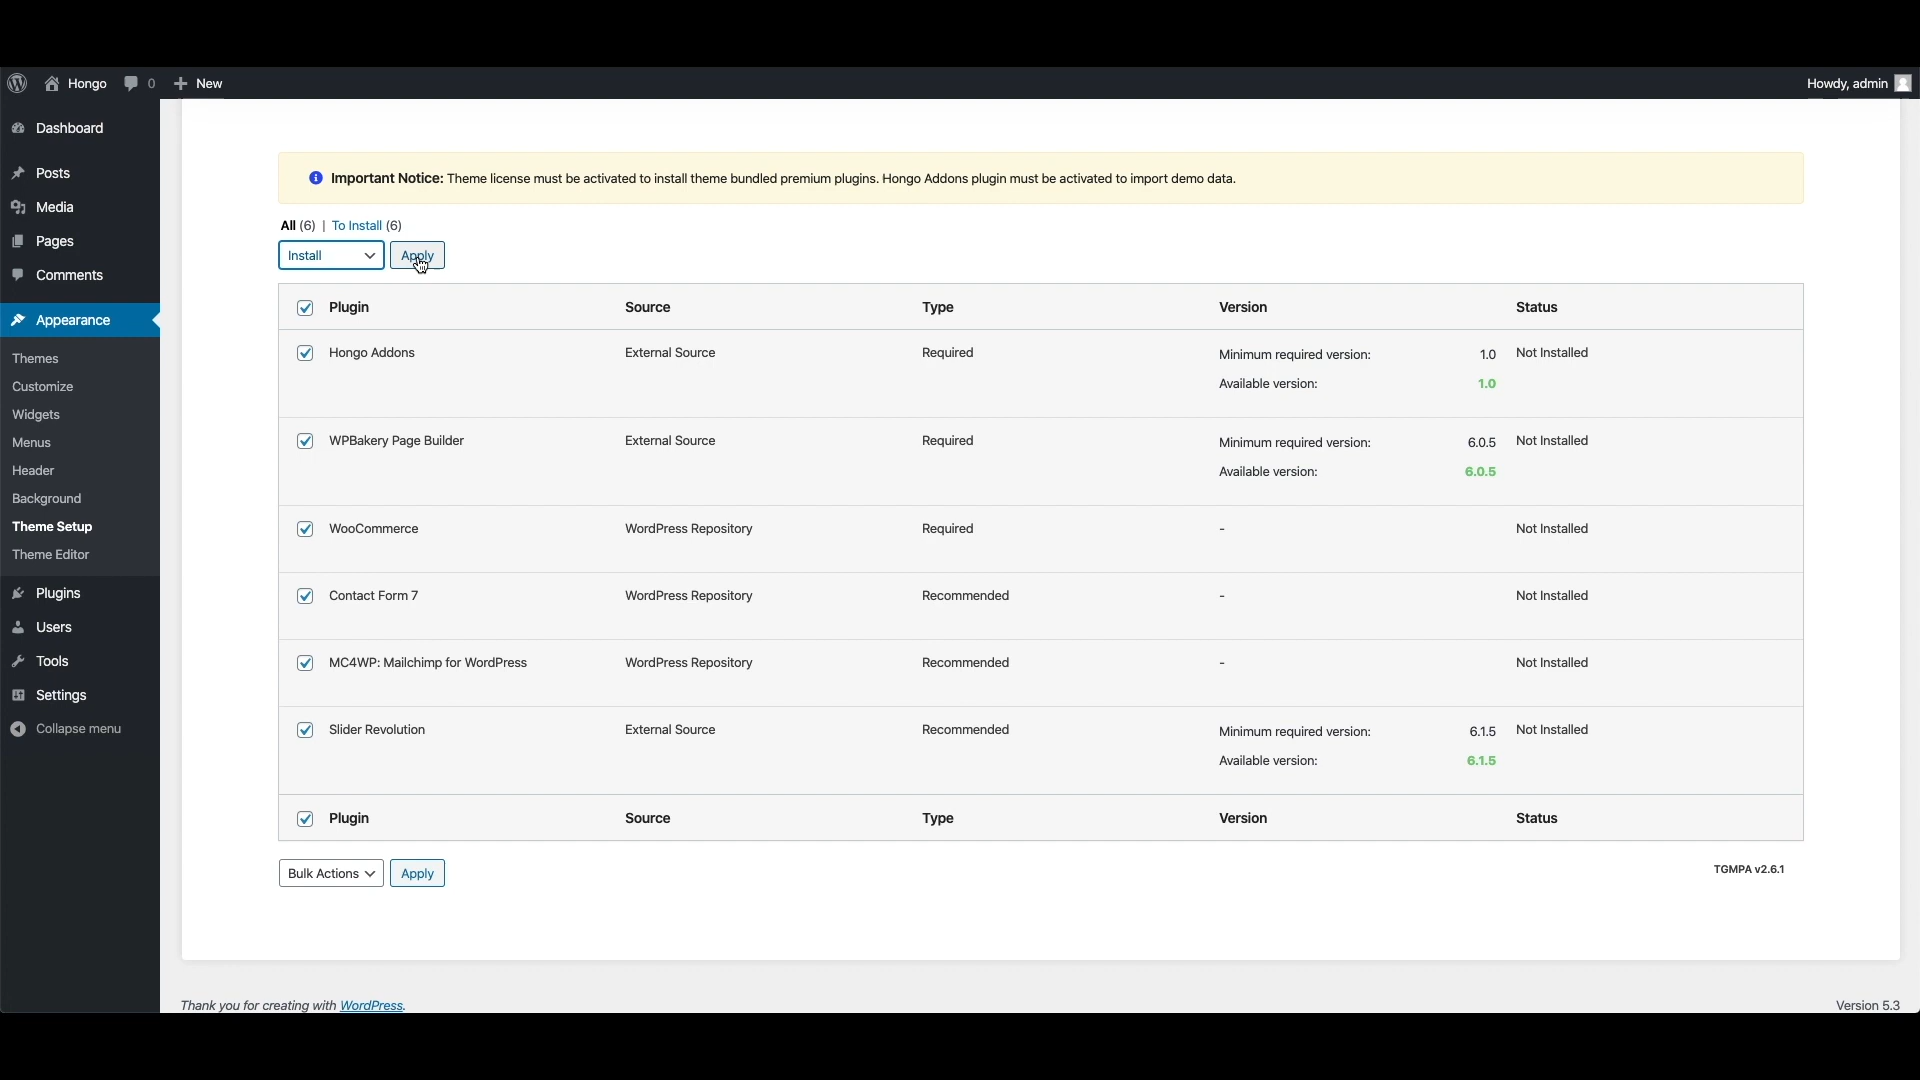 Hongo 0 New Howdy, admin
Dashboard
Posts
Media
Pages
Comments
Appearance
Themes
Customize
Widgets
Menus
Header
Background
Theme Setup
Theme Editor
Plugins
Users
Tools
Settings
Collapse menu
Important Notice: Theme license must be activated to install theme bundled premium plugins. Hongo Addons plugin must be activated to import demo data.
All (6) | To Install (6)
Install Apply
Plugin Source Type Version Status
Hongo Addons External Source Required Minimum required version: 1.0 Not Installed
Available version: 1.0
WPBakery Page Builder External Source Required Minimum required version: 6.0.5 Not Installed
Available version: 6.0.5
WooCommerce WordPress Repository Required - Not Installed
Contact Form 7 WordPress Repository Recommended - Not Installed
MC4WP: Mailchimp for WordPress WordPress Repository Recommended - Not Installed
Slider Revolution External Source Recommended Minimum required version: 6.1.5 Not Installed
Available version: 6.1.5
Plugin Source Type Version Status
Bulk Actions Apply
TGMPA v2.6.1
Thank you for creating with WordPress. Version 5.3